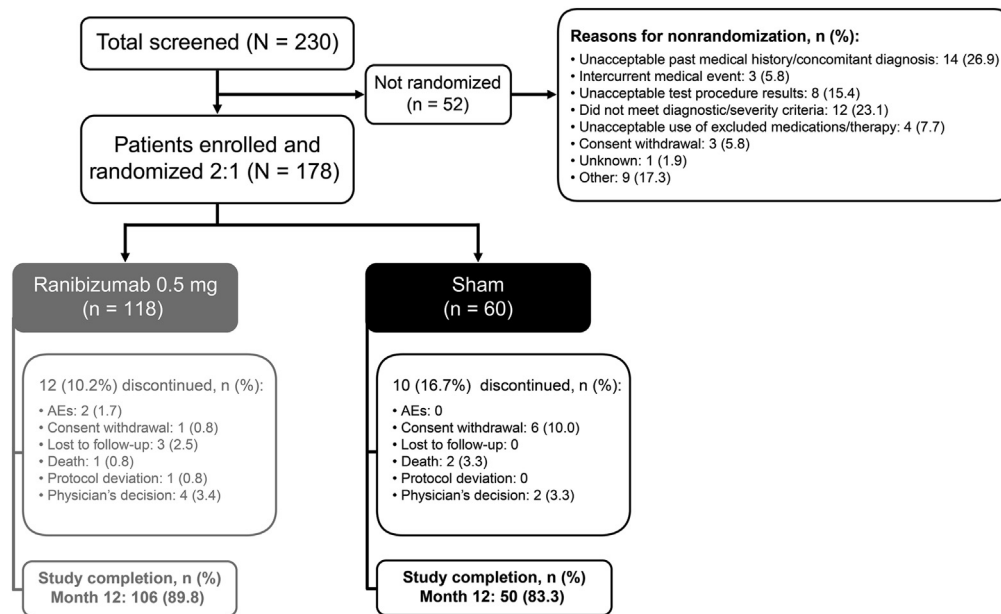 Total screened (N = 230)
Not randomized
(n = 52)
Reasons for nonrandomization, n (%):
• Unacceptable past medical history/concomitant diagnosis: 14 (26.9)
• Intercurrent medical event: 3 (5.8)
• Unacceptable test procedure results: 8 (15.4)
• Did not meet diagnostic/severity criteria: 12 (23.1)
• Unacceptable use of excluded medications/therapy: 4 (7.7)
• Consent withdrawal: 3 (5.8)
• Unknown: 1 (1.9)
• Other: 9 (17.3)
Patients enrolled and
randomized 2:1 (N = 178)
Ranibizumab 0.5 mg
(n = 118)
12 (10.2%) discontinued, n (%):
• AEs: 2 (1.7)
• Consent withdrawal: 1 (0.8)
• Lost to follow-up: 3 (2.5)
• Death: 1 (0.8)
• Protocol deviation: 1 (0.8)
• Physician's decision: 4 (3.4)
Study completion, n (%)
Month 12: 106 (89.8)
Sham
(n = 60)
10 (16.7%) discontinued, n (%):
• AEs: 0
• Consent withdrawal: 6 (10.0)
• Lost to follow-up: 0
• Death: 2 (3.3)
• Protocol deviation: 0
• Physician's decision: 2 (3.3)
Study completion, n (%)
Month 12: 50 (83.3)